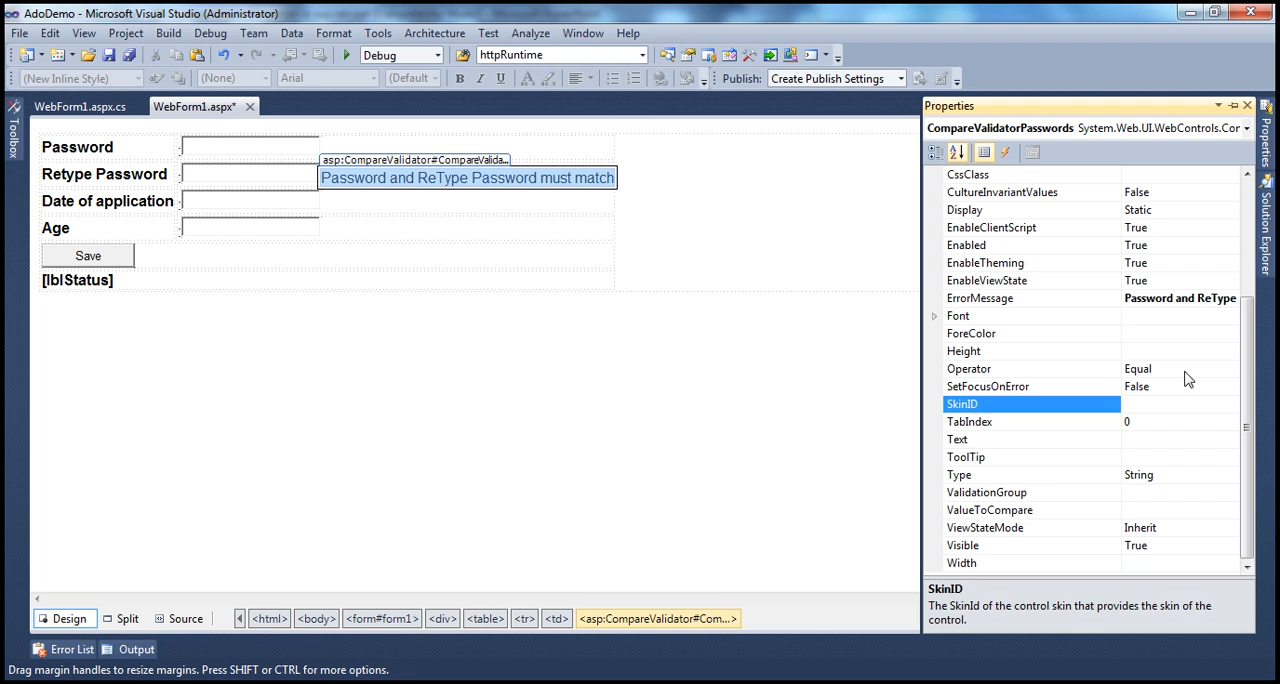 AdoDemo - Microsoft Visual Studio (Administrator)
File Edit View Project Build Debug Team Data Format Tools Architecture Test Analyze Window Help
Debug httpRuntime
(New Inline Style) (None) Arial (Default B I U A Publish: Create Publish Settings
Toolbox
WebForm1.aspx.cs WebForm1.aspx*
Password
asp:CompareValidator#CompareValida...
Retype Password Password and ReType Password must match
Date of application
Age
Save
[lblStatus]
Properties
CompareValidatorPasswords System.Web.UI.WebControls.Cor
CssClass
CultureInvariantValues False
Display Static
EnableClientScript True
Enabled True
EnableTheming True
EnableViewState True
ErrorMessage Password and ReType
Font
ForeColor
Height
Operator Equal
SetFocusOnError False
SkinID
TabIndex 0
Text
ToolTip
Type String
ValidationGroup
ValueToCompare
ViewStateMode Inherit
Visible True
Width
SkinID
The SkinId of the control skin that provides the skin of the
control.
Properties
Solution Explorer
Design Split Source <html> <body> <form#form1> <div> <table> <tr> <td> <asp:CompareValidator#Com...>
Error List Output
Drag margin handles to resize margins. Press SHIFT or CTRL for more options.